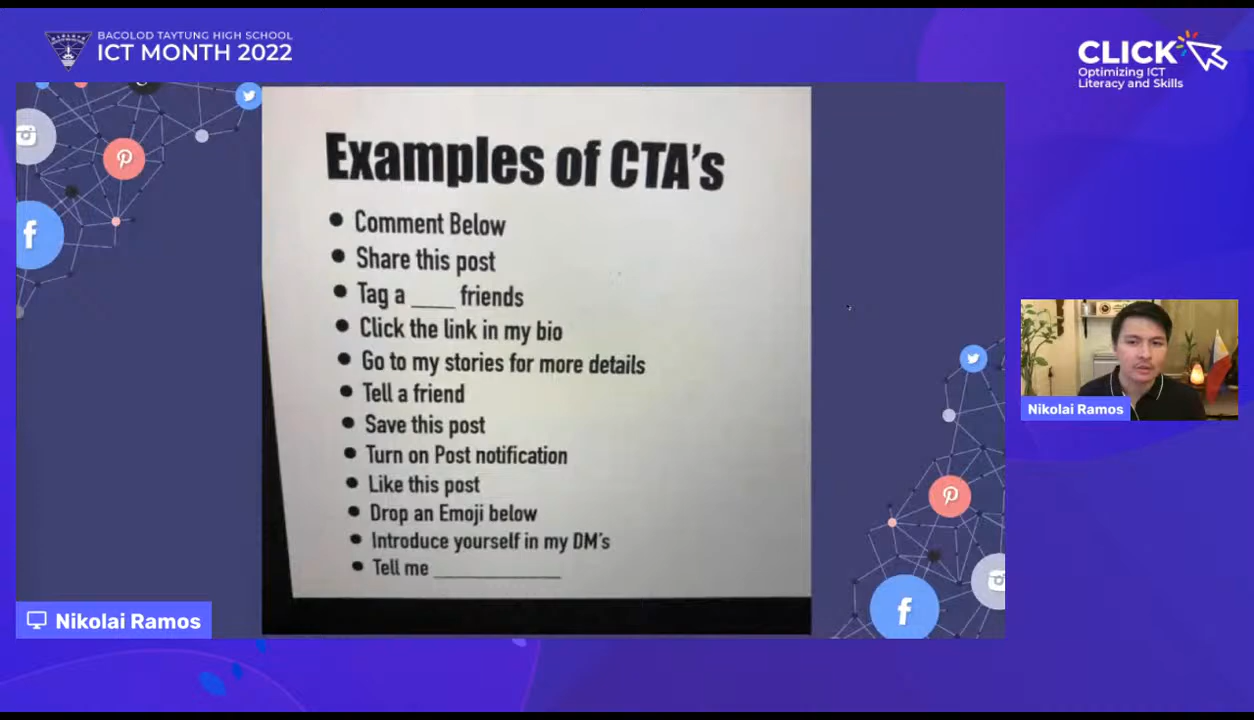 BACOLOD TAYTUNG HIGH SCHOOL
ICT MONTH 2022
CLICK
Optimizing ICT
Literacy and Skills
Examples of CTA's
Comment Below
Share this post
Tag a ____ friends
Click the link in my bio
Go to my stories for more details
Tell a friend
Save this post
Turn on Post notification
Like this post
Drop an Emoji below
Introduce yourself in my DM's
Tell me ____________
Nikolai Ramos
Nikolai Ramos